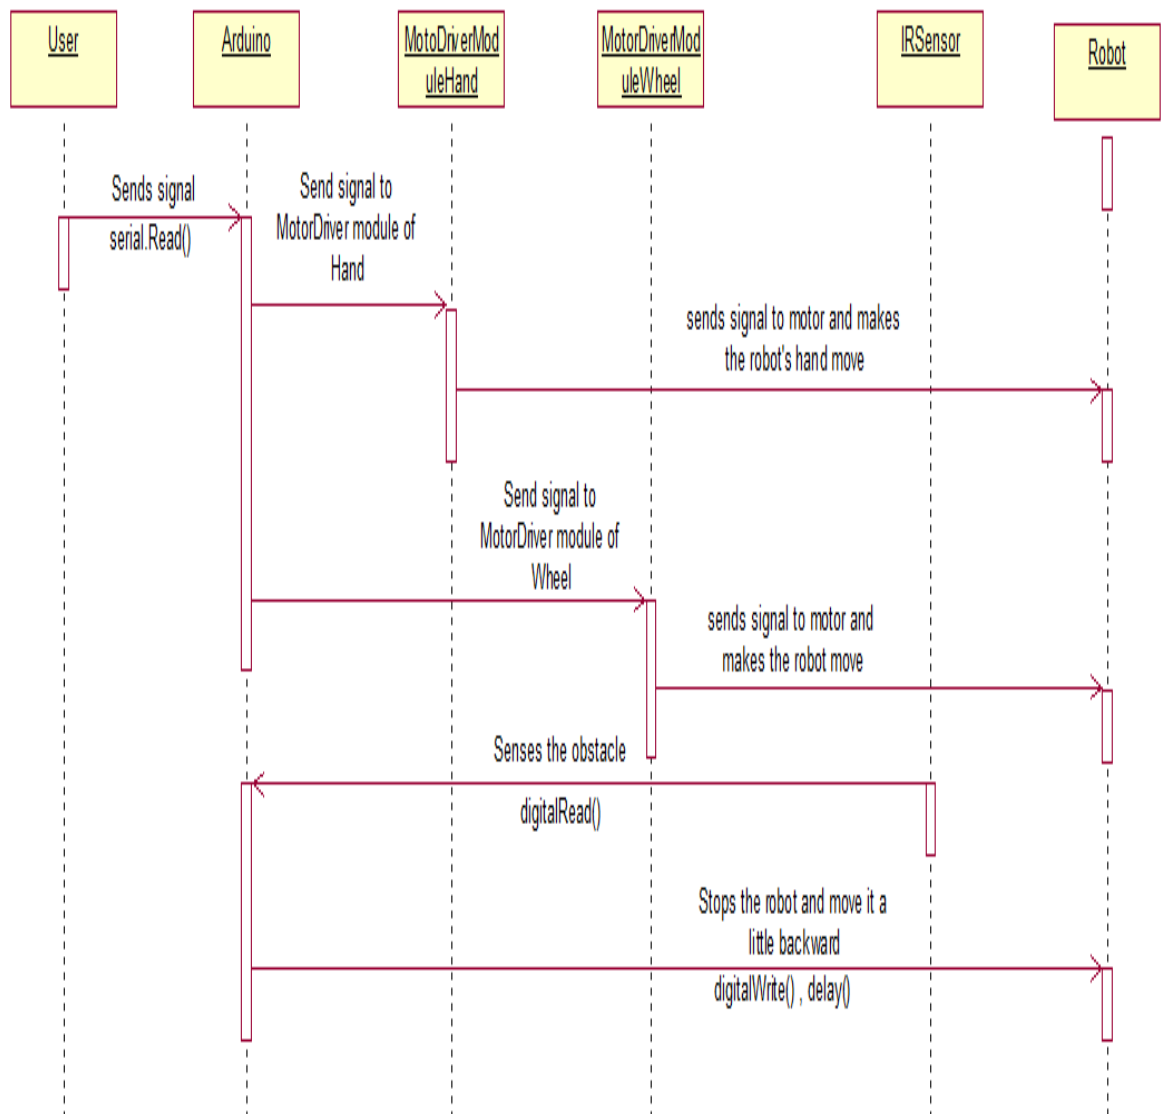 User
Arduino
MotoDriverMod
uleHand
MotorDriverMod
uleWheel
IRSensor
Robot
Sends signal
serial.Read()
Send signal to
MotorDriver module of
Hand
sends signal to motor and makes
the robot's hand move
Send signal to
MotorDriver module of
Wheel
sends signal to motor and
makes the robot move
Senses the obstacle
digitalRead()
Stops the robot and move it a
little backward
digitalWrite() , delay()